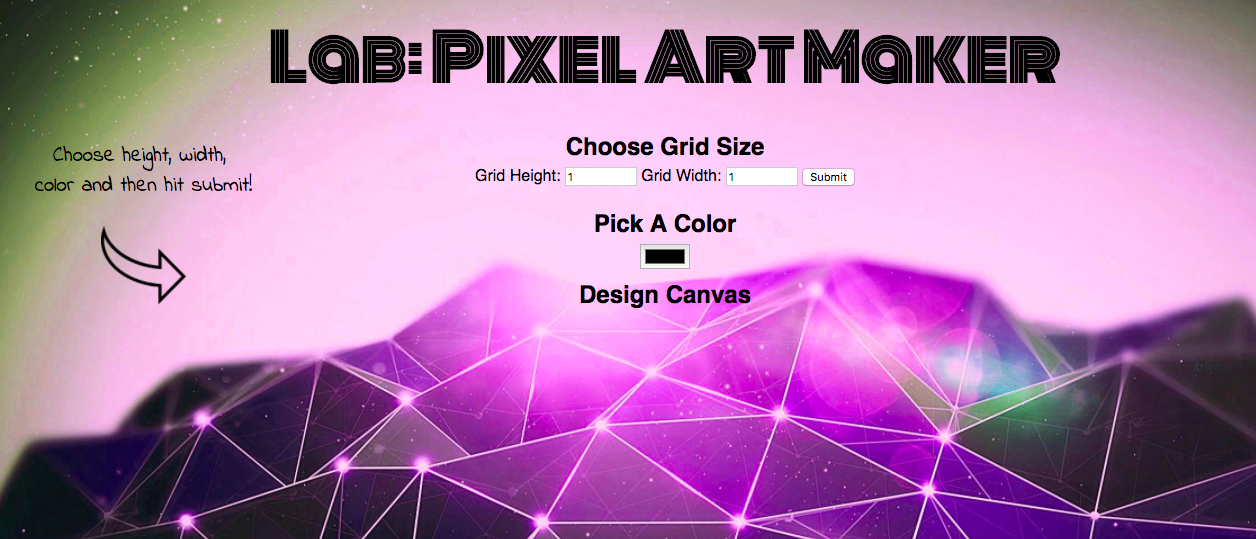 Lab: Pixel Art Maker
Choose height, width,
color and then hit submit!
Choose Grid Size
Grid Height: 1 Grid Width: 1 Submit
Pick A Color
Design Canvas